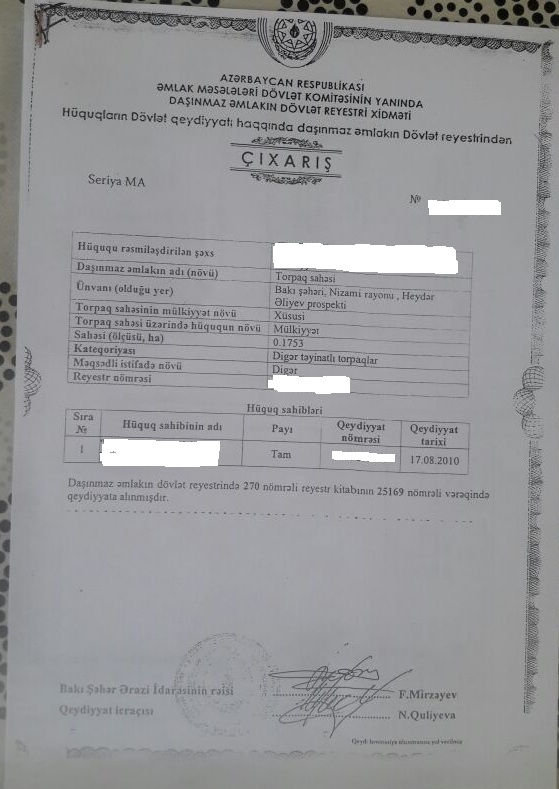 AZƏRBAYCAN RESPUBLİKASI
ƏMLAK MƏSƏLƏLƏRİ DÖVLƏT KOMİTƏSİNİN YANINDA
DAŞINMAZ ƏMLAKIN DÖVLƏT REYESTRİ XİDMƏTİ
Hüquqların Dövlət qeydiyyatı haqqında daşınmaz əmlakın Dövlət reyestrindən
ÇIXARIŞ
Seriya MA
№
Hüququ rəsmiləşdirilən şəxs
Daşınmaz əmlakın adı (növü) Torpaq sahəsi
Ünvanı (olduğu yer) Bakı şəhəri, Nizami rayonu , Heydər
Əliyev prospekti
Torpaq sahəsinin mülkiyyət növü Xüsusi
Torpaq sahəsi üzərində hüququn növü Mülkiyyət
Sahəsi (ölçüsü, ha) 0.1753
Kateqoriyası Digər təyinatlı torpaqlar
Məqsədli istifadə növü Digər
Reyestr nömrəsi
Hüquq sahibləri
Sıra № Hüquq sahibinin adı Payı Qeydiyyat nömrəsi Qeydiyyat tarixi
1 Tam 17.08.2010
Daşınmaz əmlakın dövlət reyestrində 270 nömrəli reyestr kitabının 25169 nömrəli vərəqində
qeydiyyata alınmışdır.
Bakı Şəhər Ərazi İdarəsinin rəisi F.Mirzəyev
Qeydiyyat icraçısı N.Quliyeva